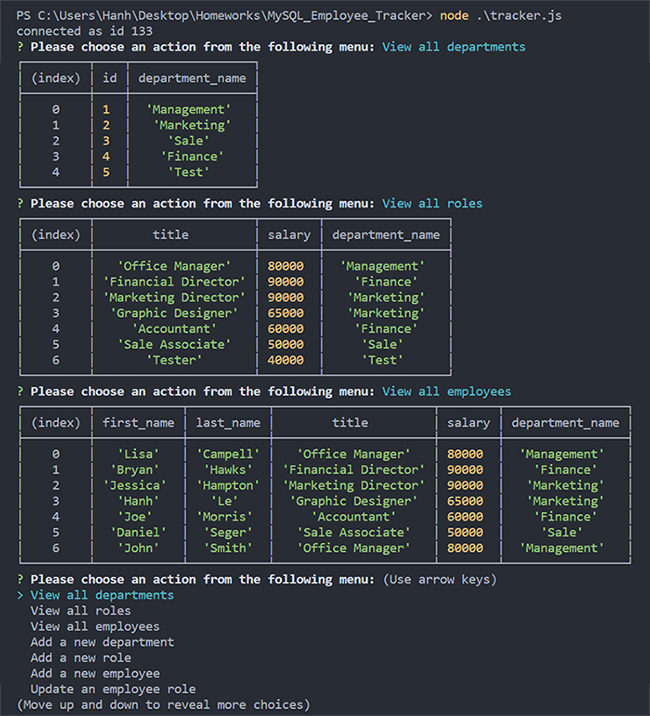 PS C:\Users\Hanh\Desktop\Homeworks\MySQL_Employee_Tracker> node .\tracker.js
connected as id 133
? Please choose an action from the following menu: View all departments
(index) id department_name
0 1 'Management'
1 2 'Marketing'
2 3 'Sale'
3 4 'Finance'
4 5 'Test'
? Please choose an action from the following menu: View all roles
(index) title salary department_name
0 'Office Manager' 80000 'Management'
1 'Financial Director' 90000 'Finance'
2 'Marketing Director' 90000 'Marketing'
3 'Graphic Designer' 65000 'Marketing'
4 'Accountant' 60000 'Finance'
5 'Sale Associate' 50000 'Sale'
6 'Tester' 40000 'Test'
? Please choose an action from the following menu: View all employees
(index) first_name last_name title salary department_name
0 'Lisa' 'Campell' 'Office Manager' 80000 'Management'
1 'Bryan' 'Hawks' 'Financial Director' 90000 'Finance'
2 'Jessica' 'Hampton' 'Marketing Director' 90000 'Marketing'
3 'Hanh' 'Le' 'Graphic Designer' 65000 'Marketing'
4 'Joe' 'Morris' 'Accountant' 60000 'Finance'
5 'Daniel' 'Seger' 'Sale Associate' 50000 'Sale'
6 'John' 'Smith' 'Office Manager' 80000 'Management'
? Please choose an action from the following menu: (Use arrow keys)
> View all departments
View all roles
View all employees
Add a new department
Add a new role
Add a new employee
Update an employee role
(Move up and down to reveal more choices)